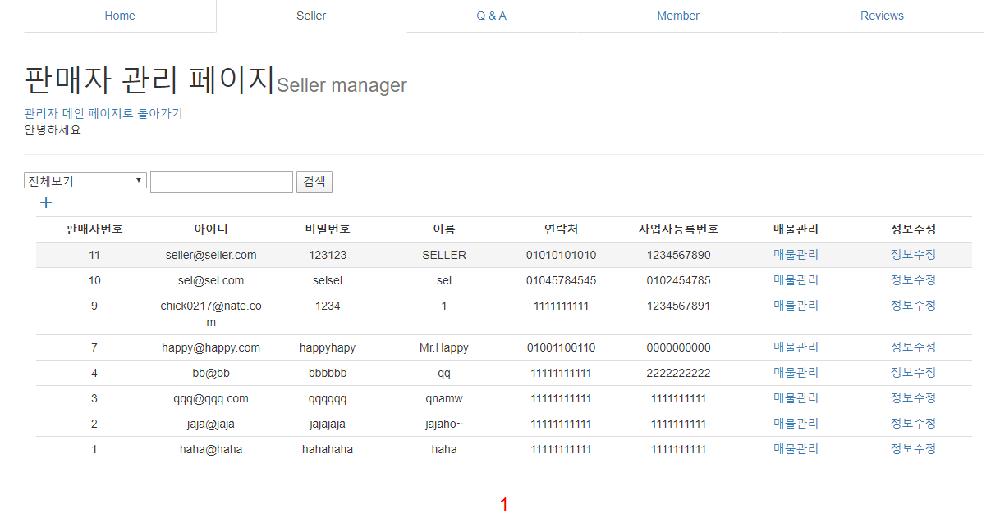 Home Seller Q & A Member Reviews
판매자 관리 페이지Seller manager
관리자 메인 페이지로 돌아가기
안녕하세요.
전체보기 검색
+
판매자번호 아이디 비밀번호 이름 연락처 사업자등록번호 매물관리 정보수정
11 seller@seller.com 123123 SELLER 01010101010 1234567890 매물관리 정보수정
10 sel@sel.com selsel sel 01045784545 0102454785 매물관리 정보수정
9 chick0217@nate.co 1234 1 1111111111 1234567891 매물관리 정보수정
m
7 happy@happy.com happyhapy Mr.Happy 01001100110 0000000000 매물관리 정보수정
4 bb@bb bbbbbb qq 11111111111 2222222222 매물관리 정보수정
3 qqq@qqq.com qqqqqq qnamw 11111111111 1111111111 매물관리 정보수정
2 jaja@jaja jajajaja jajaho~ 11111111111 1111111111 매물관리 정보수정
1 haha@haha hahahaha haha 11111111111 1111111111 매물관리 정보수정
1